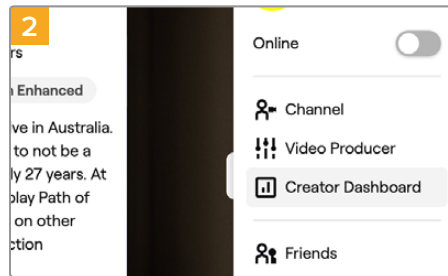 2
rs
Enhanced
ve in Australia.
to not be a
ly 27 years. At
play Path of
on other
ction
Online
Channel
Video Producer
Creator Dashboard
Friends